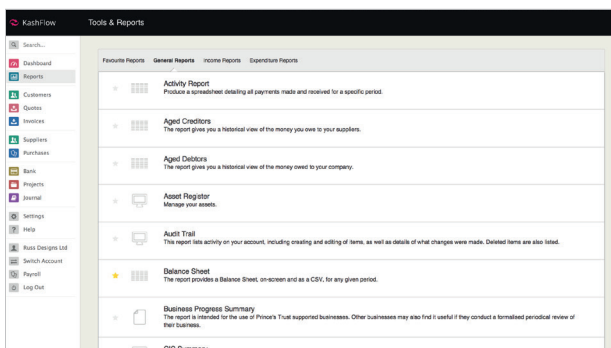 KashFlow
Tools & Reports
Search...
Dashboard
Reports
Customers
Quotes
Invoices
Suppliers
Purchases
Bank
Projects
Journal
Settings
Help
Russ Designs Ltd
Switch Account
Payroll
Log Out
Favourite Reports General Reports Income Reports Expenditure Reports
Activity Report
Produce a spreadsheet detailing all payments made and received for a specific period.
Aged Creditors
The report gives you a historical view of the money you owe to your suppliers.
Aged Debtors
The report gives you a historical view of the money owed to your company.
Asset Register
Manage your assets.
Audit Trail
This report lists activity on your account, including creating and editing of items, as well as details of what changes were made. Deleted items are also listed.
Balance Sheet
The report provides a Balance Sheet, on-screen and as a CSV, for any given period.
Business Progress Summary
The report is intended for the use of Prince's Trust supported businesses. Other businesses may also find it useful if they conduct a formalised periodical review of
their business.